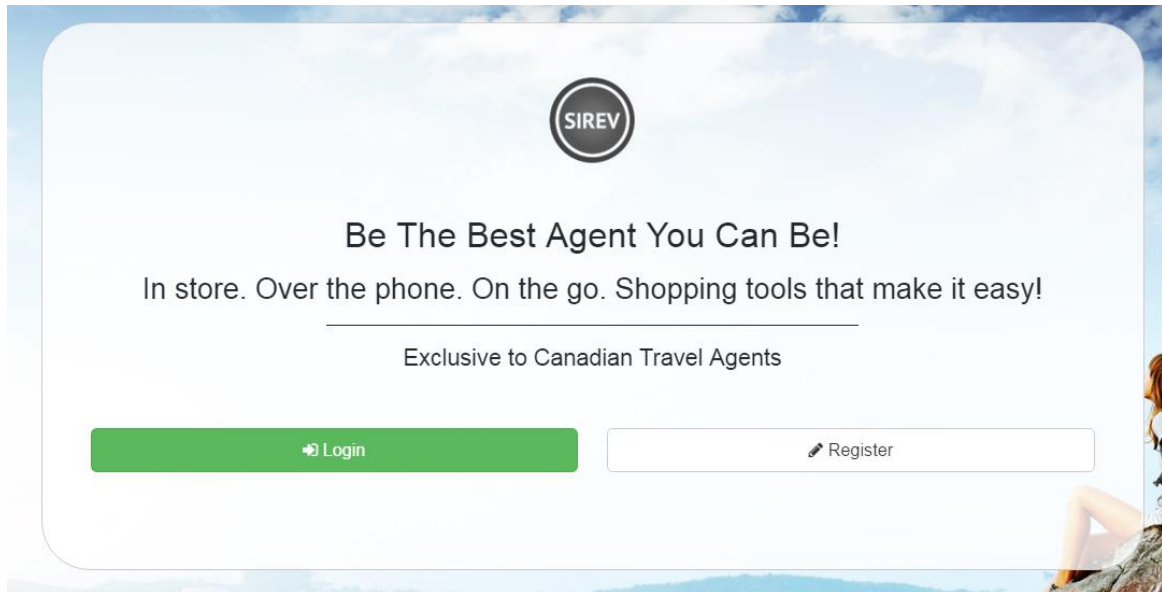 SIREV
Be The Best Agent You Can Be!
In store. Over the phone. On the go. Shopping tools that make it easy!
Exclusive to Canadian Travel Agents
Login
Register